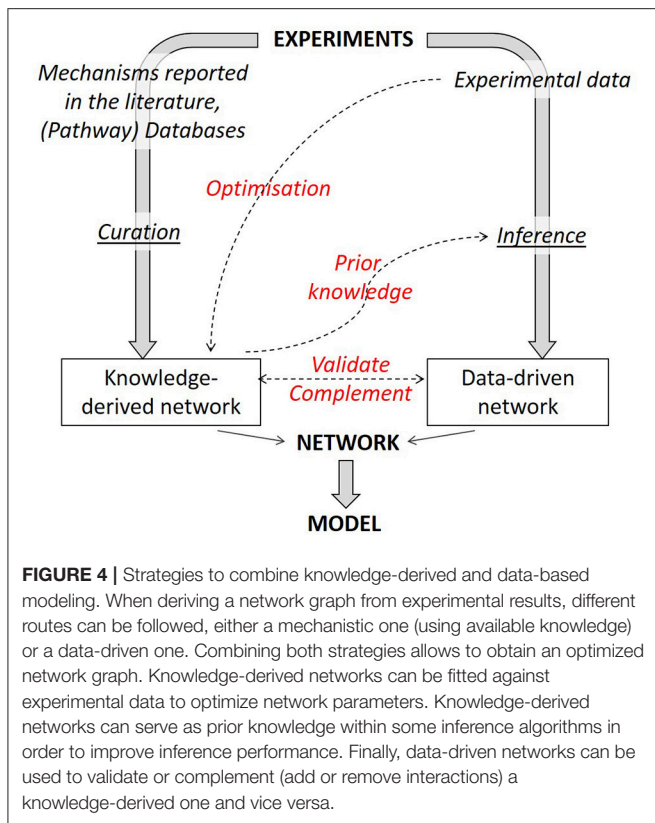 EXPERIMENTS
Mechanisms reported
in the literature,
(Pathway) Databases
Experimental data
Optimisation
Curation
Inference
Prior
knowledge
Knowledge-
derived network
Validate
Complement
Data-driven
network
NETWORK
MODEL
FIGURE 4 | Strategies to combine knowledge-derived and data-based
modeling. When deriving a network graph from experimental results, different
routes can be followed, either a mechanistic one (using available knowledge)
or a data-driven one. Combining both strategies allows to obtain an optimized
network graph. Knowledge-derived networks can be fitted against
experimental data to optimize network parameters. Knowledge-derived
networks can serve as prior knowledge within some inference algorithms in
order to improve inference performance. Finally, data-driven networks can be
used to validate or complement (add or remove interactions) a
knowledge-derived one and vice versa.